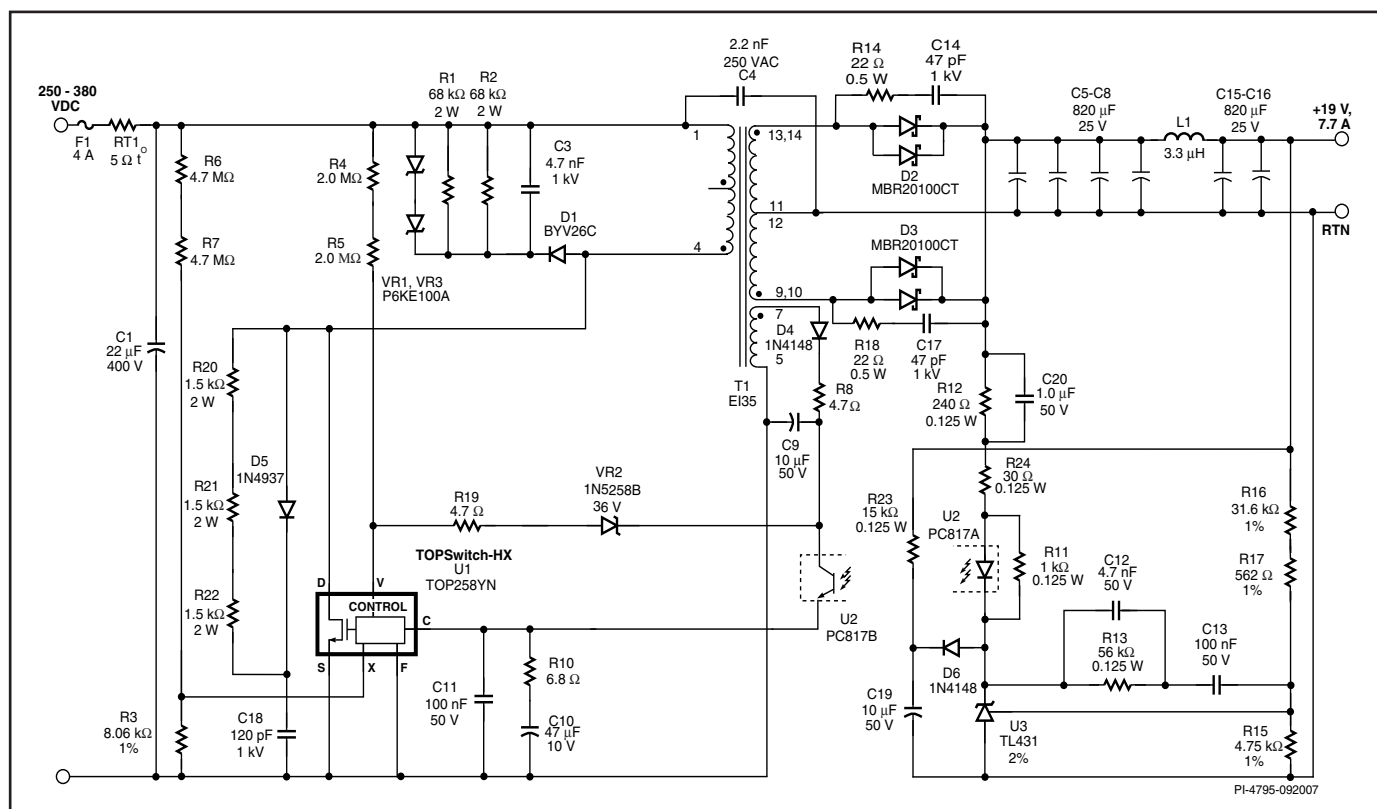 2.2 nF
250 VAC
C4
R14
22 Ω
0.5 W
C14
47 pF
1 kV
250 - 380
VDC
F1
4 A
RT1
5 Ω
t°
R1
68 kΩ
2 W
R2
68 kΩ
2 W
C5-C8
820 µF
25 V
C15-C16
820 µF
25 V
L1
3.3 µH
+19 V,
7.7 A
R6
4.7 MΩ
R4
2.0 MΩ
C3
4.7 nF
1 kV
1
13,14
D2
MBR20100CT
D1
BYV26C
4
11
12
RTN
R7
4.7 MΩ
R5
2.0 MΩ
VR1, VR3
P6KE100A
D3
MBR20100CT
9,10
7
D4
1N4148
5
R18
22 Ω
0.5 W
C17
47 pF
1 kV
C1
22 µF
400 V
R20
1.5 kΩ
2 W
T1
EI35
R8
4.7 Ω
R12
240 Ω
0.125 W
C20
1.0 µF
50 V
C9
10 µF
50 V
D5
1N4937
R21
1.5 kΩ
2 W
R19
4.7 Ω
VR2
1N5258B
36 V
R23
15 kΩ
0.125 W
R24
30 Ω
0.125 W
R16
31.6 kΩ
1%
TOPSwitch-HX
U1
TOP258YN
U2
PC817A
R11
1 kΩ
0.125 W
C12
4.7 nF
50 V
R17
562 Ω
1%
R22
1.5 kΩ
2 W
D
V
CONTROL
C
S
X
F
U2
PC817B
R13
56 kΩ
0.125 W
C13
100 nF
50 V
D6
1N4148
R3
8.06 kΩ
1%
C18
120 pF
1 kV
C11
100 nF
50 V
R10
6.8 Ω
C10
47 µF
10 V
C19
10 µF
50 V
U3
TL431
2%
R15
4.75 kΩ
1%
PI-4795-092007